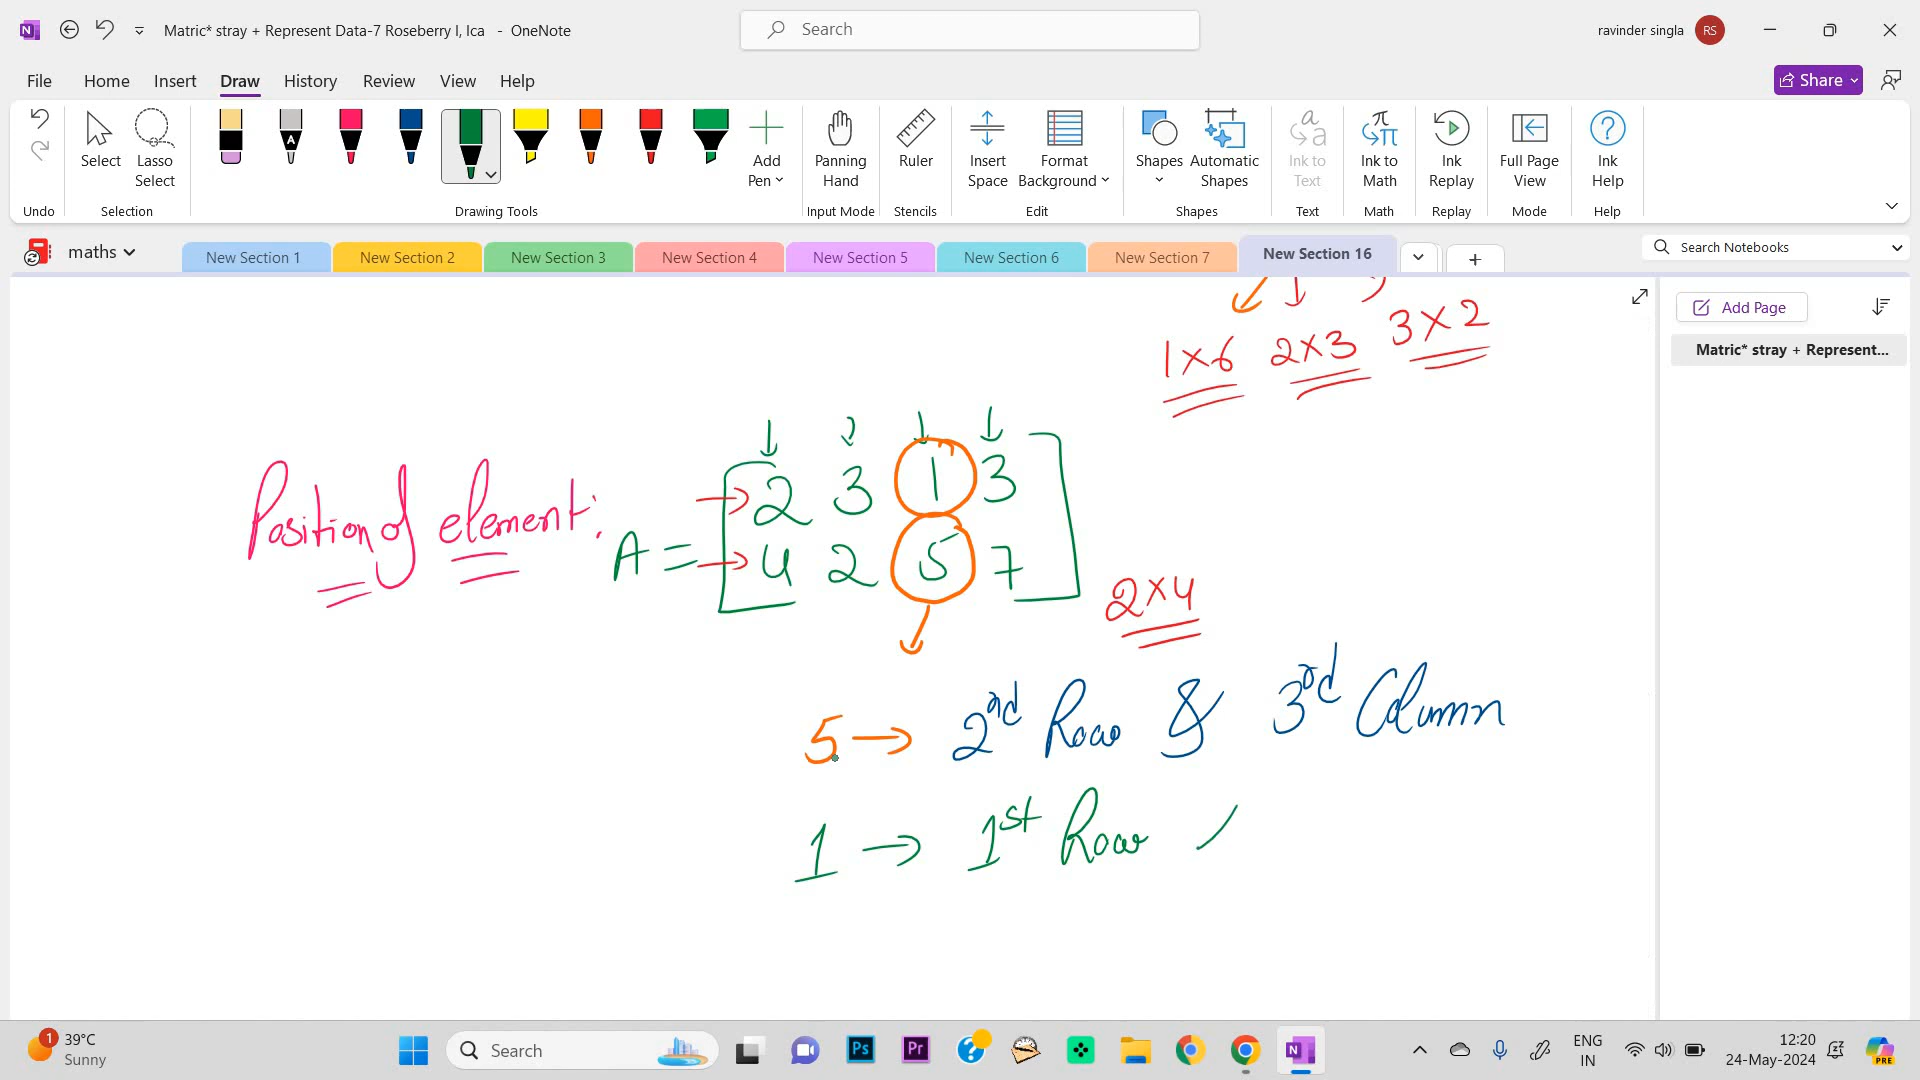 Matric* stray + Represent Data-7 Roseberry I, Ica - OneNote
Search
ravinder singla RS
File Home Insert Draw History Review View Help
Share
Select
Lasso Select
Add Pen
Panning Hand
Ruler
Insert Space
Format Background
Shapes
Automatic Shapes
Ink to Text
Ink to Math
Ink Replay
Full Page View
Ink Help
Undo Selection Drawing Tools Input Mode Stencils Edit Shapes Text Math Replay Mode Help
maths
New Section 1 New Section 2 New Section 3 New Section 4 New Section 5 New Section 6 New Section 7 New Section 16 +
Search Notebooks
Add Page
Matric* stray + Represent...
1×6 2×3 3×2
Position of element:
A = [2 3 1 3
4 2 5 7]
2×4
5 → 2nd Row & 3rd Column
1 → 1st Row
1
39°C
Sunny
Search
Ps
Pr
ENG
IN
12:20
24-May-2024
PRE